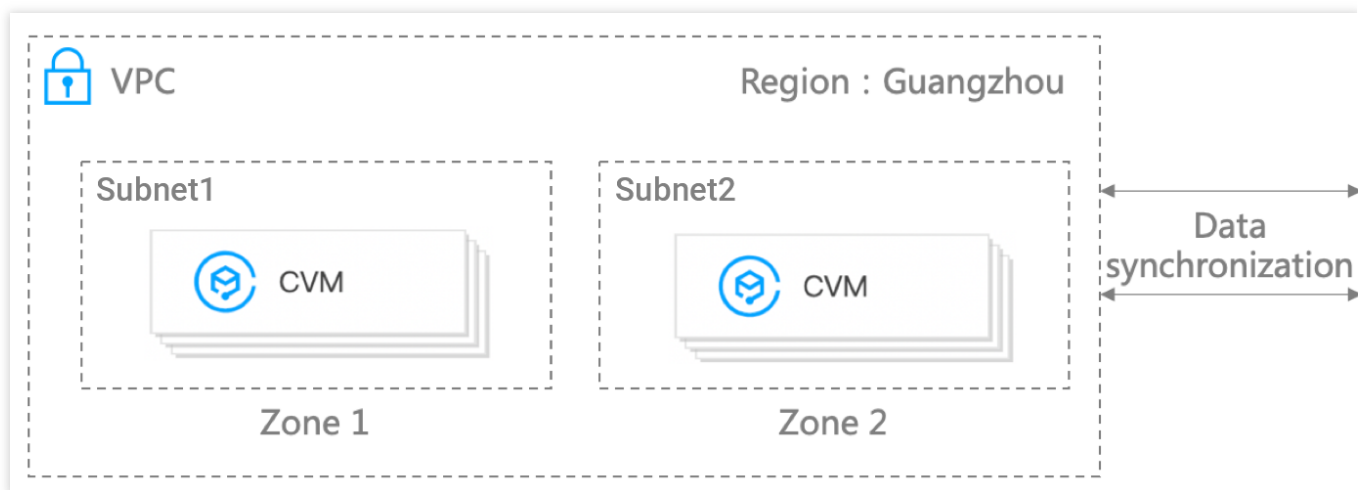 VPC
Region : Guangzhou
Subnet1
Subnet2
CVM
CVM
Zone 1
Zone 2
Data
synchronization